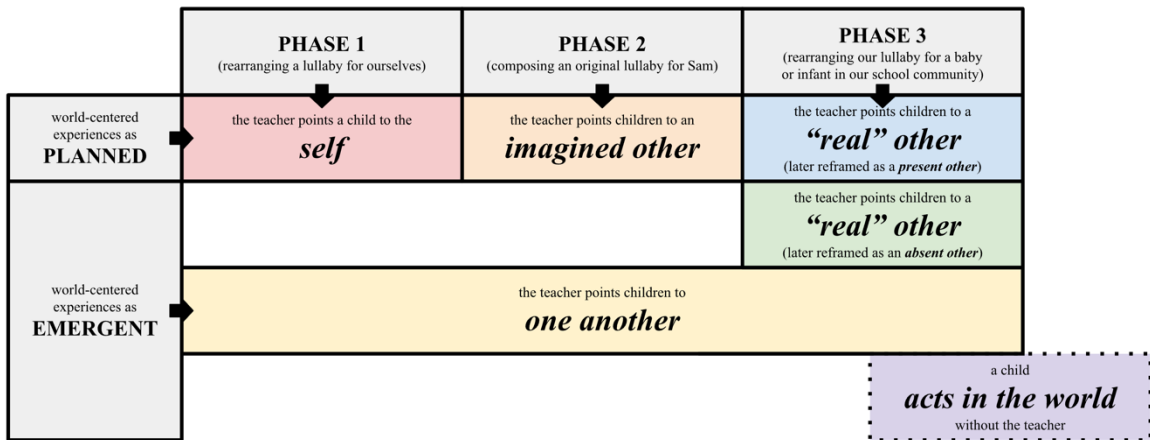 PHASE 1
(rearranging a lullaby for ourselves)
PHASE 2
(composing an original lullaby for Sam)
PHASE 3
(rearranging our lullaby for a baby
or infant in our school community)
world-centered
experiences as
PLANNED
the teacher points a child to the
self
the teacher points children to an
imagined other
the teacher points children to a
“real” other
(later reframed as a present other)
the teacher points children to a
“real” other
(later reframed as an absent other)
world-centered
experiences as
EMERGENT
the teacher points children to
one another
a child
acts in the world
without the teacher